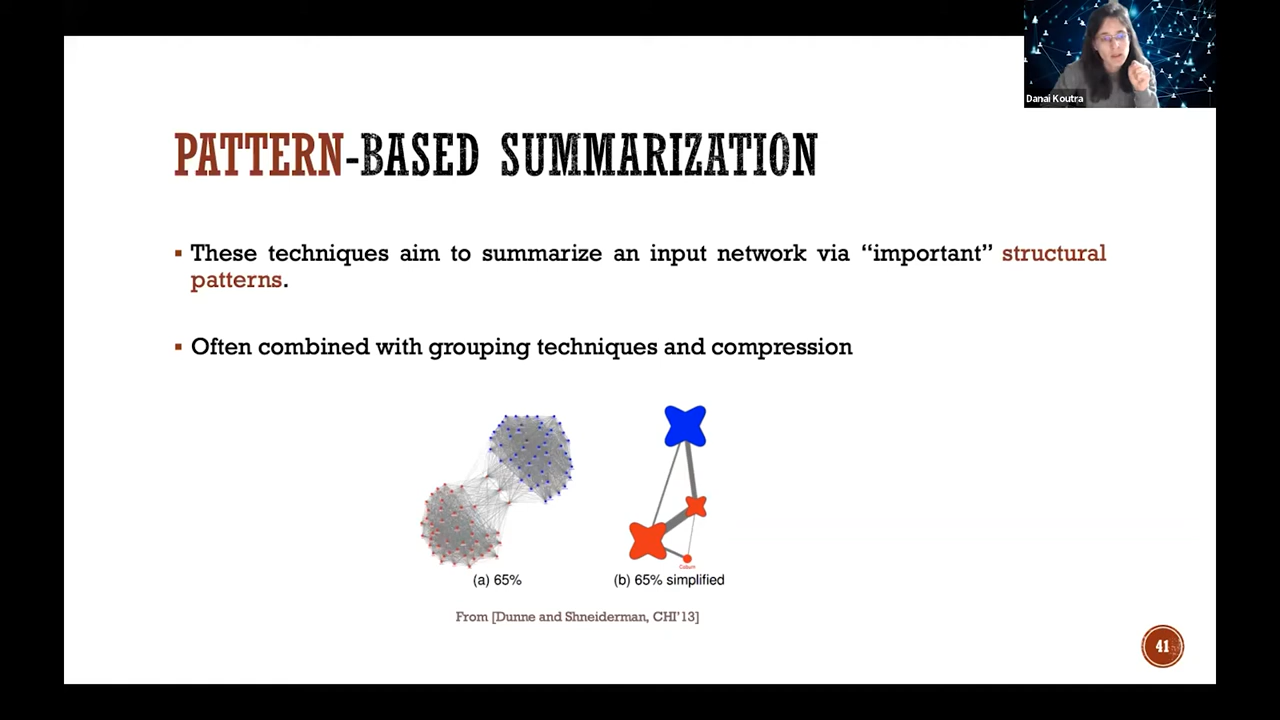 Danai Koutra
PATTERN-BASED SUMMARIZATION
▪ These techniques aim to summarize an input network via “important” structural
patterns.
▪ Often combined with grouping techniques and compression
Coburn
(a) 65%
(b) 65% simplified
From [Dunne and Shneiderman, CHI’13]
41